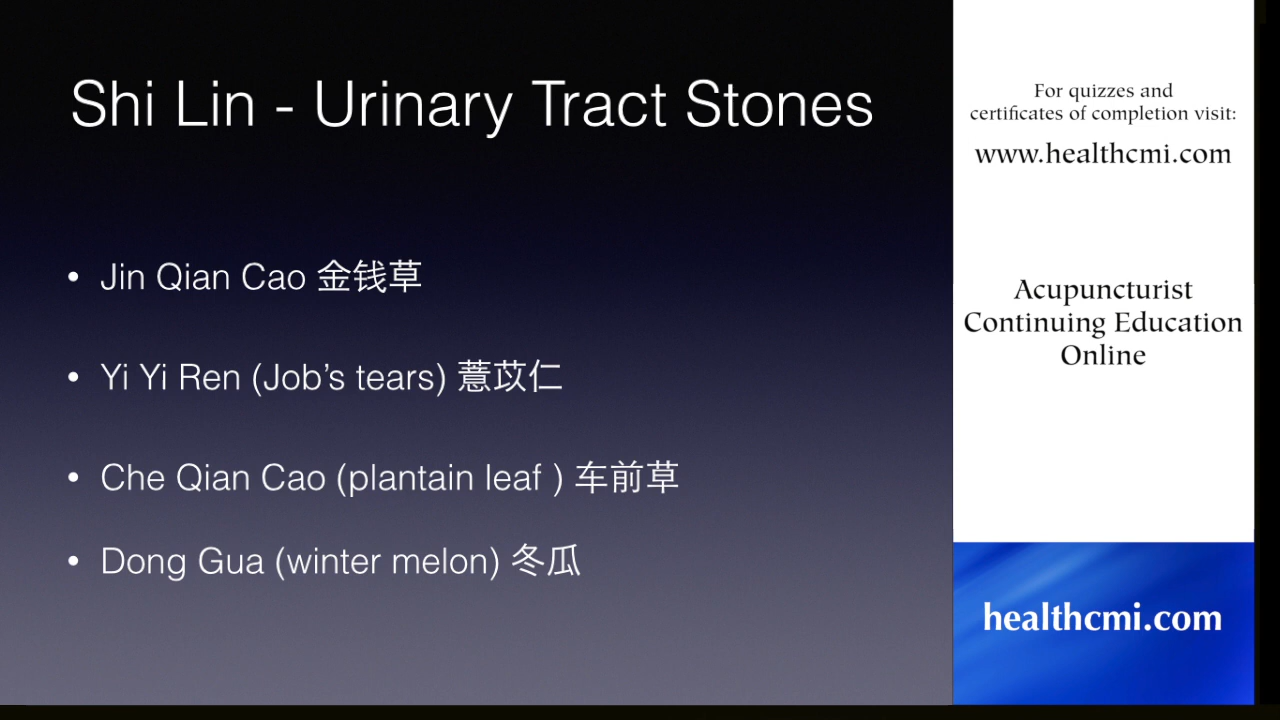 Shi Lin - Urinary Tract Stones
• Jin Qian Cao 金钱草
• Yi Yi Ren (Job’s tears) 薏苡仁
• Che Qian Cao (plantain leaf ) 车前草
• Dong Gua (winter melon) 冬瓜
For quizzes and
certificates of completion visit:
www.healthcmi.com
Acupuncturist
Continuing Education
Online
healthcmi.com